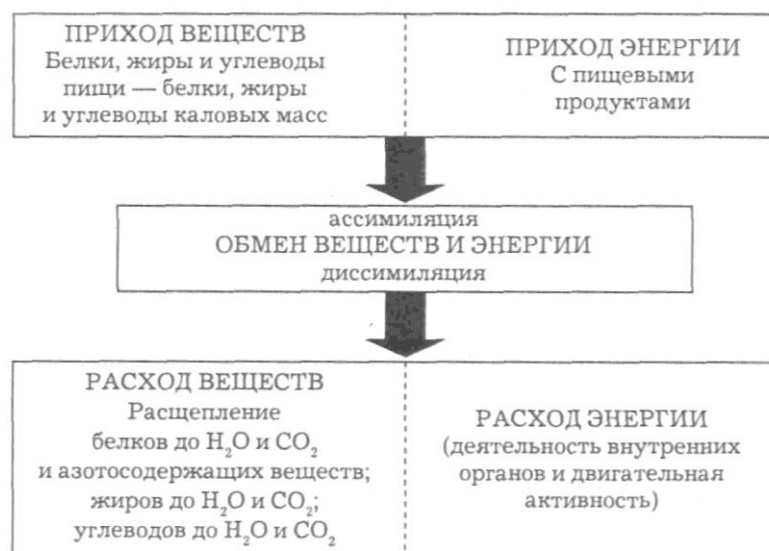 ПРИХОД ВЕЩЕСТВ
Белки, жиры и углеводы
пищи — белки, жиры
и углеводы каловых масс
ПРИХОД ЭНЕРГИИ
С пищевыми
продуктами
ассимиляция
ОБМЕН ВЕЩЕСТВ И ЭНЕРГИИ
диссимиляция
РАСХОД ВЕЩЕСТВ
Расщепление
белков до H₂O и CO₂
и азотосодержащих веществ;
жиров до H₂O и CO₂;
углеводов до H₂O и CO₂
РАСХОД ЭНЕРГИИ
(деятельность внутренних
органов и двигательная
активность)